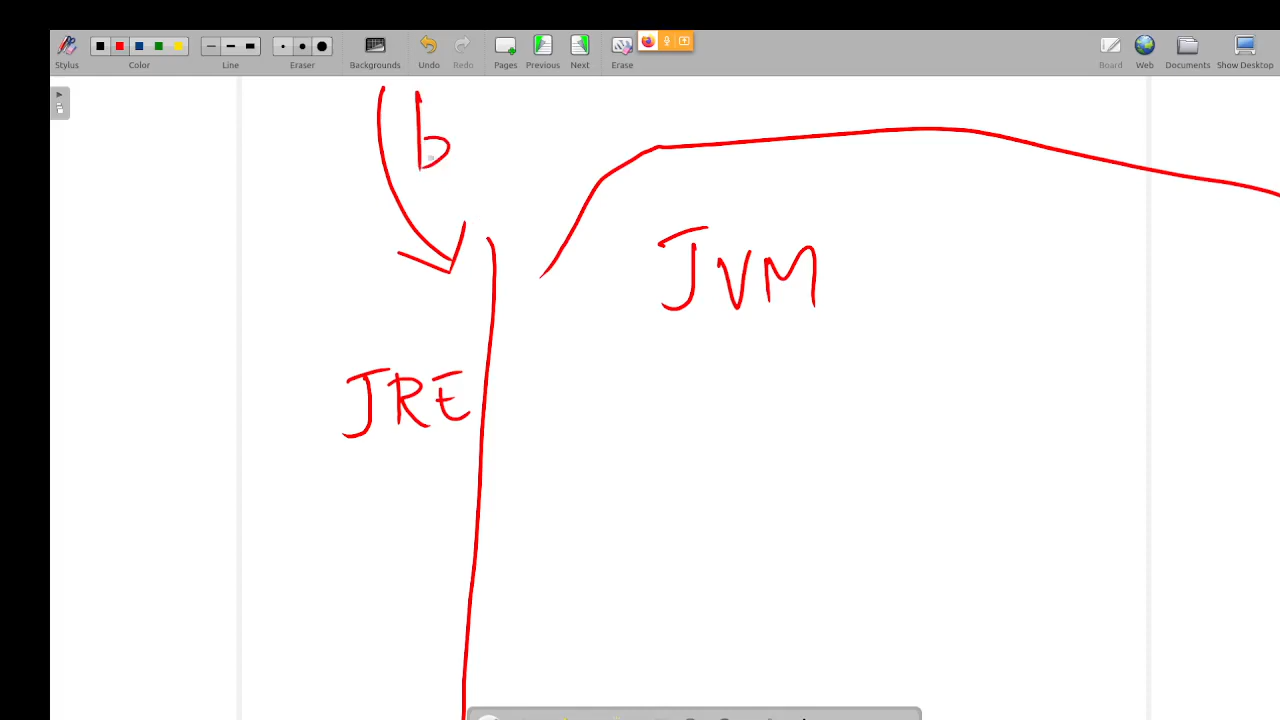 Stylus Color Line Eraser Backgrounds Undo Redo Pages Previous Next Erase Board Web Documents Show Desktop
b
JVM
JRE